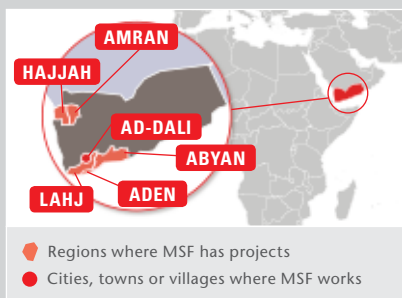 AMRAN
HAJJAH
AD-DALI
ABYAN
LAHJ
ADEN
Regions where MSF has projects
Cities, towns or villages where MSF works